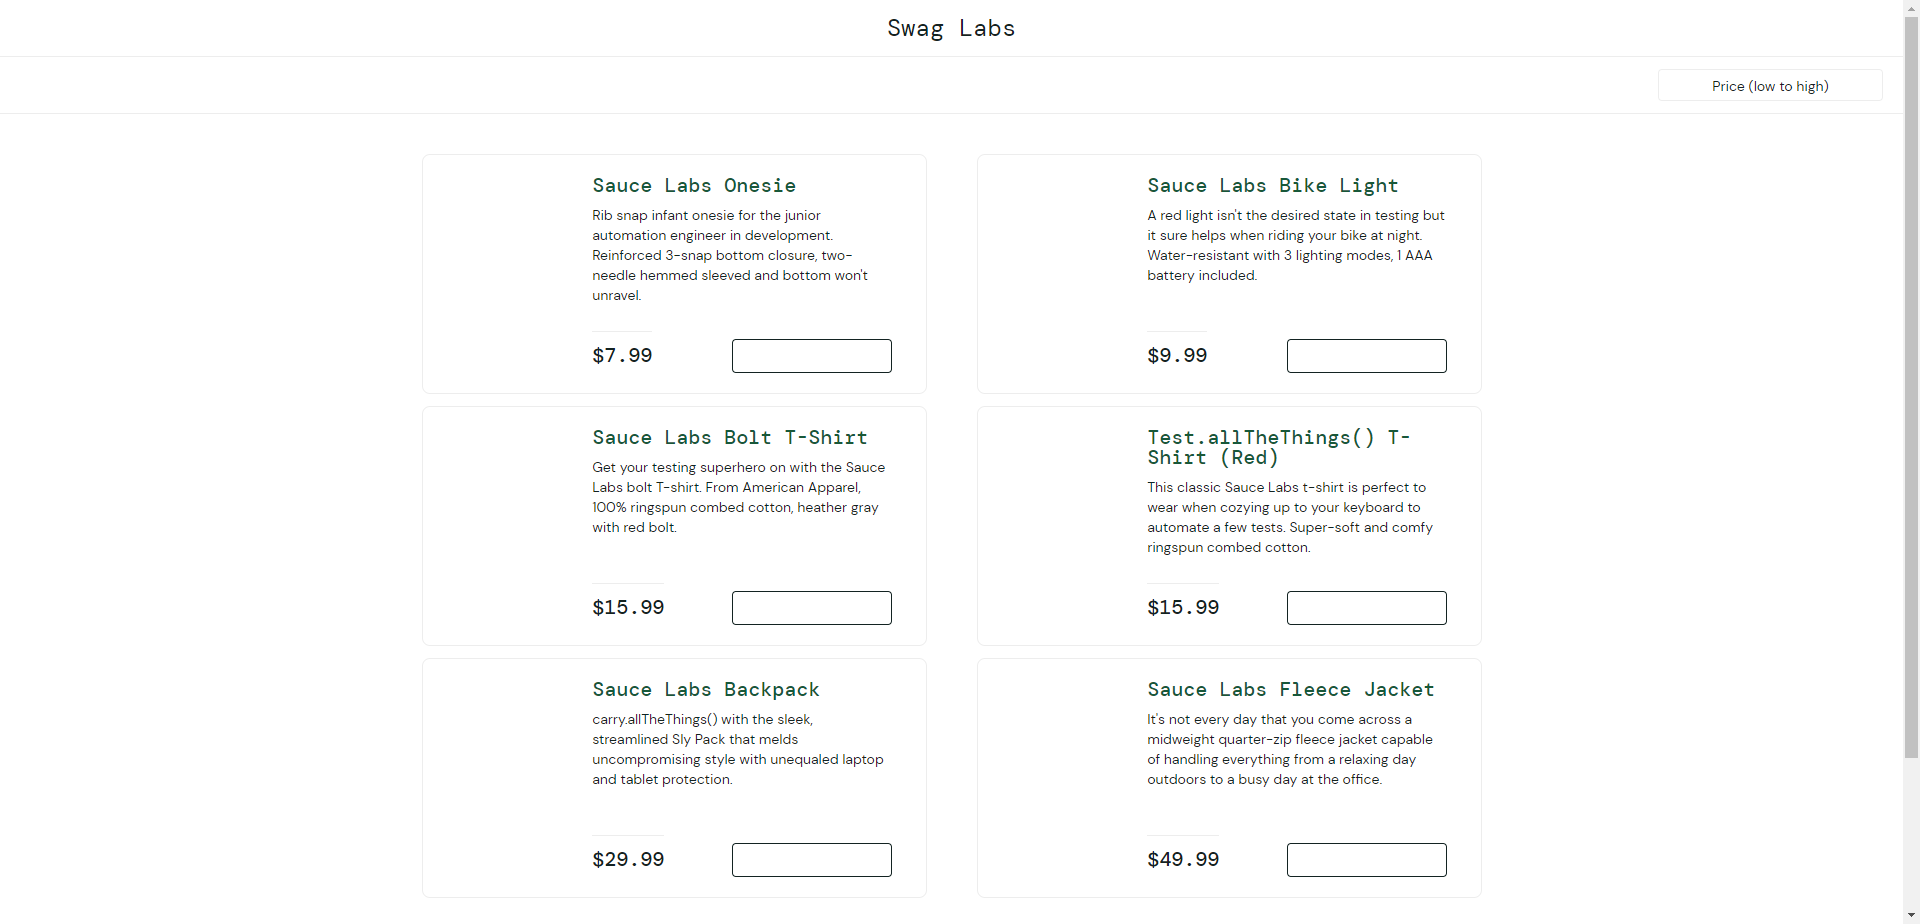 Swag Labs
Price (low to high)
Sauce Labs Onesie
Rib snap infant onesie for the junior
automation engineer in development.
Reinforced 3-snap bottom closure, two-
needle hemmed sleeved and bottom won't
unravel.
$7.99
Sauce Labs Bike Light
A red light isn't the desired state in testing but
it sure helps when riding your bike at night.
Water-resistant with 3 lighting modes, 1 AAA
battery included.
$9.99
Sauce Labs Bolt T-Shirt
Get your testing superhero on with the Sauce
Labs bolt T-shirt. From American Apparel,
100% ringspun combed cotton, heather gray
with red bolt.
$15.99
Test.allTheThings() T-
Shirt (Red)
This classic Sauce Labs t-shirt is perfect to
wear when cozying up to your keyboard to
automate a few tests. Super-soft and comfy
ringspun combed cotton.
$15.99
Sauce Labs Backpack
carry.allTheThings() with the sleek,
streamlined Sly Pack that melds
uncompromising style with unequaled laptop
and tablet protection.
$29.99
Sauce Labs Fleece Jacket
It's not every day that you come across a
midweight quarter-zip fleece jacket capable
of handling everything from a relaxing day
outdoors to a busy day at the office.
$49.99